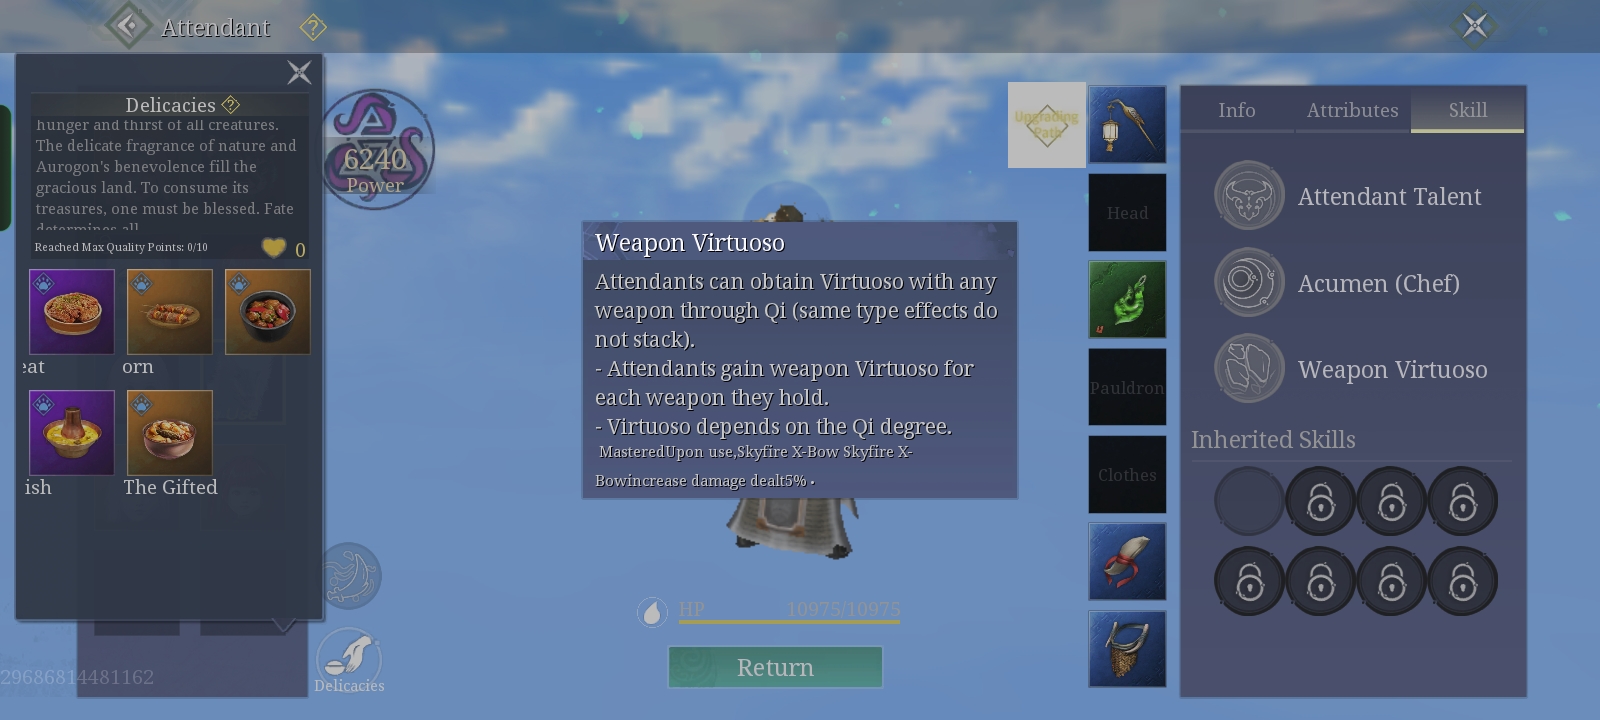 Attendant
Delicacies
hunger and thirst of all creatures.
The delicate fragrance of nature and
Aurogon's benevolence fill the
gracious land. To consume its
treasures, one must be blessed. Fate
determines all
Reached Max Quality Points: 0/10
0
eat
orn
ish
The Gifted
6240
Power
Delicacies
29686814481162
Weapon Virtuoso
Attendants can obtain Virtuoso with any
weapon through Qi (same type effects do
not stack).
- Attendants gain weapon Virtuoso for
each weapon they hold.
- Virtuoso depends on the Qi degree.
MasteredUpon use,Skyfire X-Bow Skyfire X-
Bowincrease damage dealt5% •
HP 10975/10975
Return
Upgrading
Path
Head
Pauldron
Clothes
Info Attributes Skill
Attendant Talent
Acumen (Chef)
Weapon Virtuoso
Inherited Skills